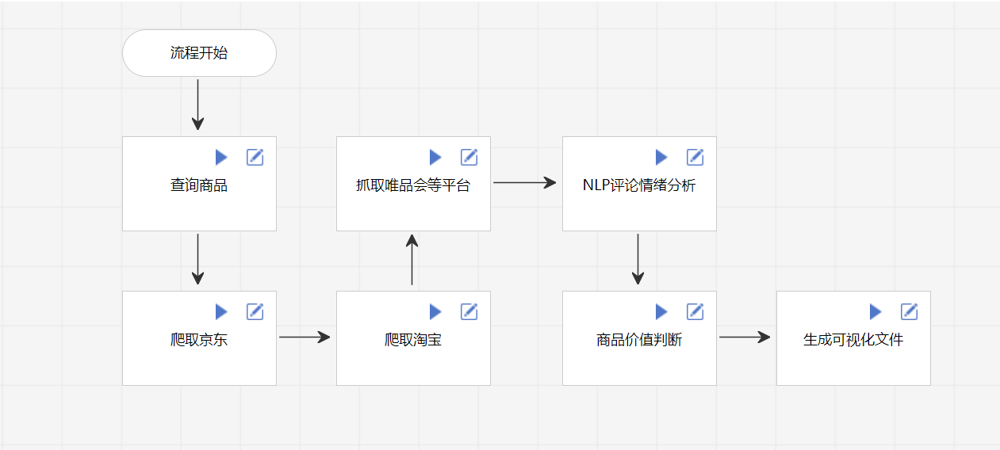 流程开始
查询商品
抓取唯品会等平台
NLP评论情绪分析
爬取京东
爬取淘宝
商品价值判断
生成可视化文件